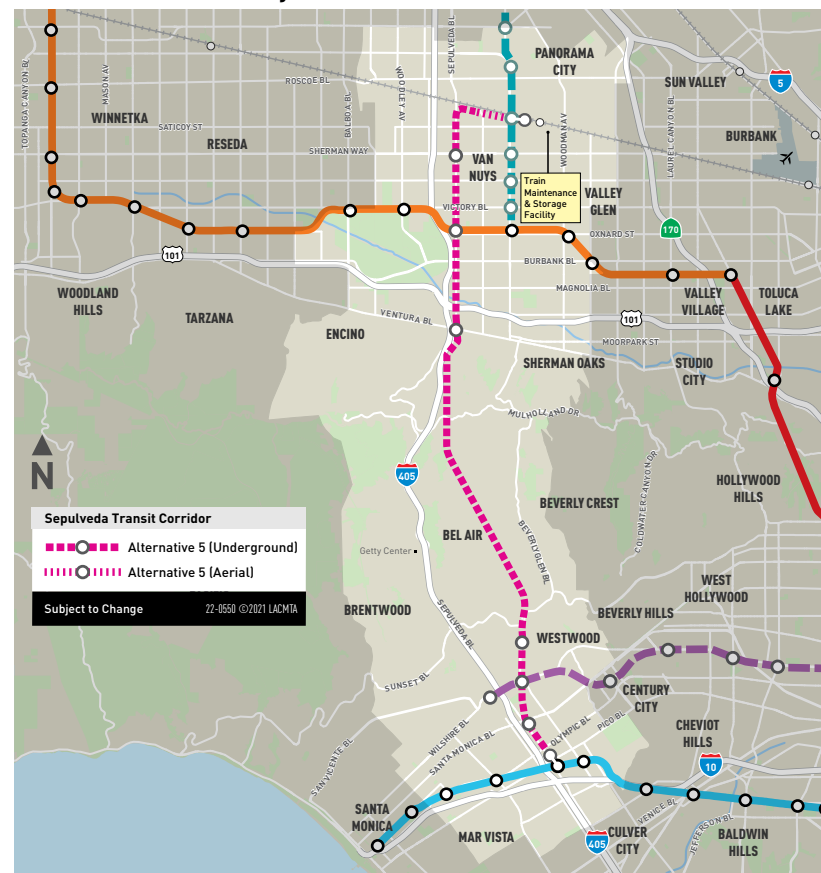 PANORAMA
CITY
SEPULVEDA BL
5
SUN VALLEY
TOPANGA CANYON BL
MASON AV
ROSCOE BL
WOODLEY AV
WINNETKA
BALBOA BL
LAUREL CANYON BL
SATICOY ST
BURBANK
RESEDA
SHERMAN WAY
WOODMAN AV
VAN
NUYS
Train
Maintenance
& Storage
Facility
VALLEY
GLEN
VICTORY BL
170
OXNARD ST
101
BURBANK BL
MAGNOLIA BL
WOODLAND
HILLS
VALLEY
VILLAGE
TOLUCA
LAKE
TARZANA
VENTURA BL
101
ENCINO
MOORPARK ST
SHERMAN OAKS
STUDIO
CITY
MULHOLLAND DR
N
405
COLDWATER CANYON DR
HOLLYWOOD
HILLS
BEVERLY CREST
Sepulveda Transit Corridor
Alternative 5 (Underground)
Alternative 5 (Aerial)
Subject to Change
22-0550 ©2021 LACMTA
BEL AIR
BEVERLY GLEN BL
Getty Center
WEST
HOLLYWOOD
BRENTWOOD
SEPULVEDA BL
BEVERLY HILLS
WESTWOOD
SUNSET BL
CENTURY
CITY
WILSHIRE BL
OLYMPIC BL
PICO BL
CHEVIOT
HILLS
SANTA MONICA BL
SAN VICENTE BL
10
SANTA
MONICA
VENICE BL
JEFFERSON BL
MAR VISTA
405
CULVER
CITY
BALDWIN
HILLS